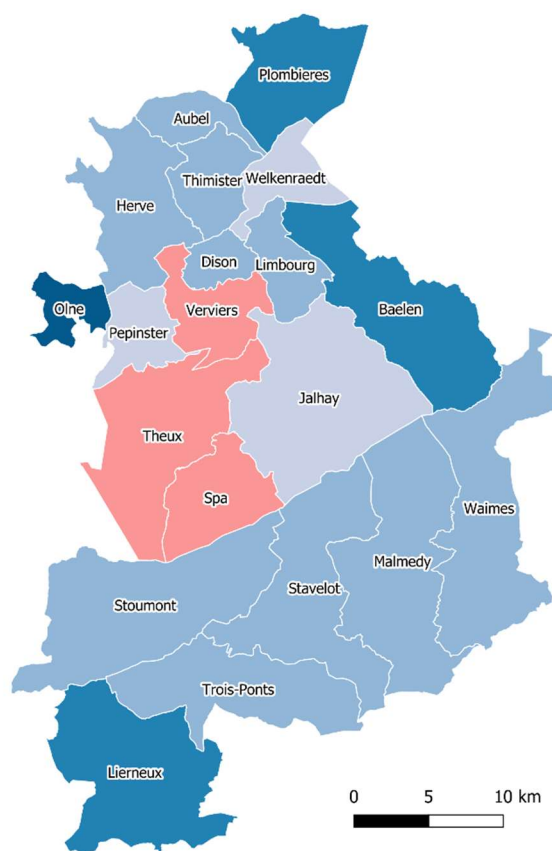 Plombieres
Aubel
Thimister
Welkenraedt
Herve
Dison
Limbourg
Olne
Verviers
Baelen
Pepinster
Jalhay
Theux
Spa
Waimes
Malmedy
Stavelot
Stoumont
Trois-Ponts
Lierneux
0 5 10 km